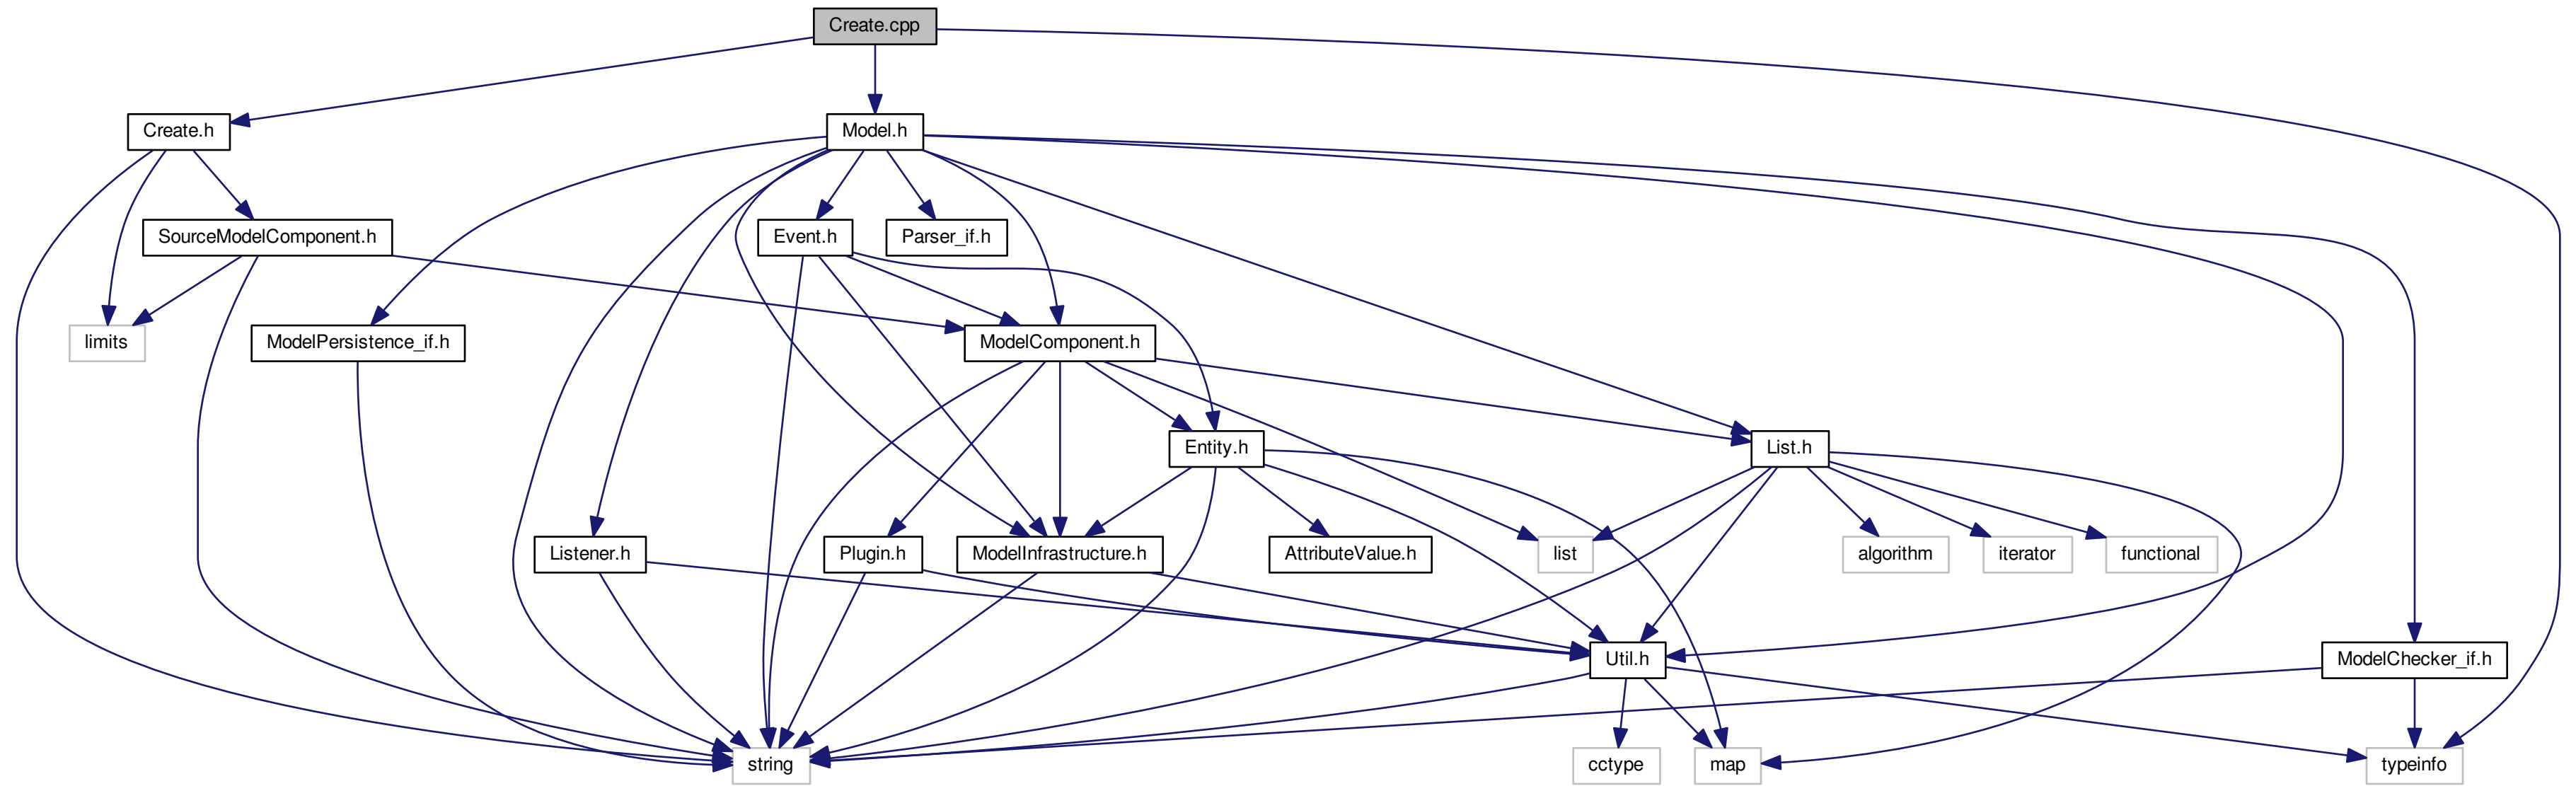 Create.cpp
Create.h
Model.h
SourceModelComponent.h
Event.h
Parser_if.h
limits
ModelPersistence_if.h
ModelComponent.h
Entity.h
List.h
Listener.h
Plugin.h
ModelInfrastructure.h
AttributeValue.h
list
algorithm
iterator
functional
Util.h
ModelChecker_if.h
string
cctype
map
typeinfo